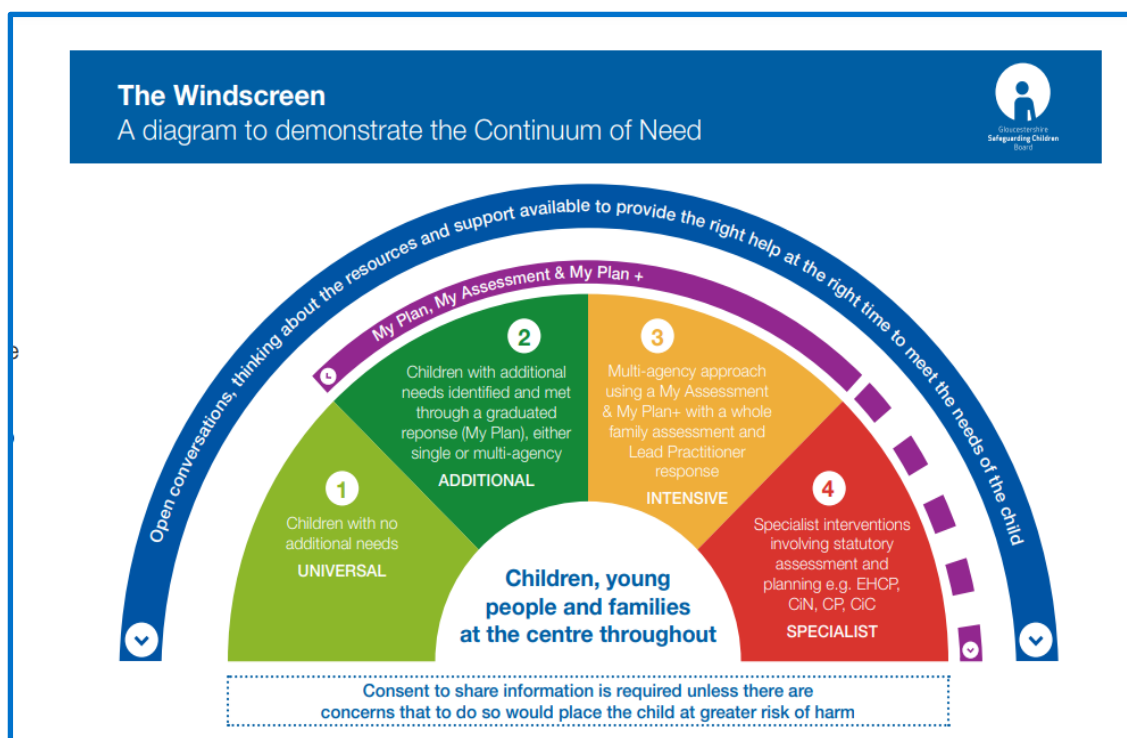 The Windscreen
A diagram to demonstrate the Continuum of Need
Gloucestershire
Safeguarding Children
Board
Open conversations, thinking about the resources and support available to provide the right help at the right time to meet the needs of the child
My Plan, My Assessment & My Plan +
1
Children with no
additional needs
UNIVERSAL
2
Children with additional
needs identified and met
through a graduated
reponse (My Plan), either
single or multi-agency
ADDITIONAL
3
Multi-agency approach
using a My Assessment
& My Plan+ with a whole
family assessment and
Lead Practitioner
response
INTENSIVE
4
Specialist interventions
involving statutory
assessment and
planning e.g. EHCP,
CiN, CP, CiC
SPECIALIST
Children, young
people and families
at the centre throughout
Consent to share information is required unless there are
concerns that to do so would place the child at greater risk of harm